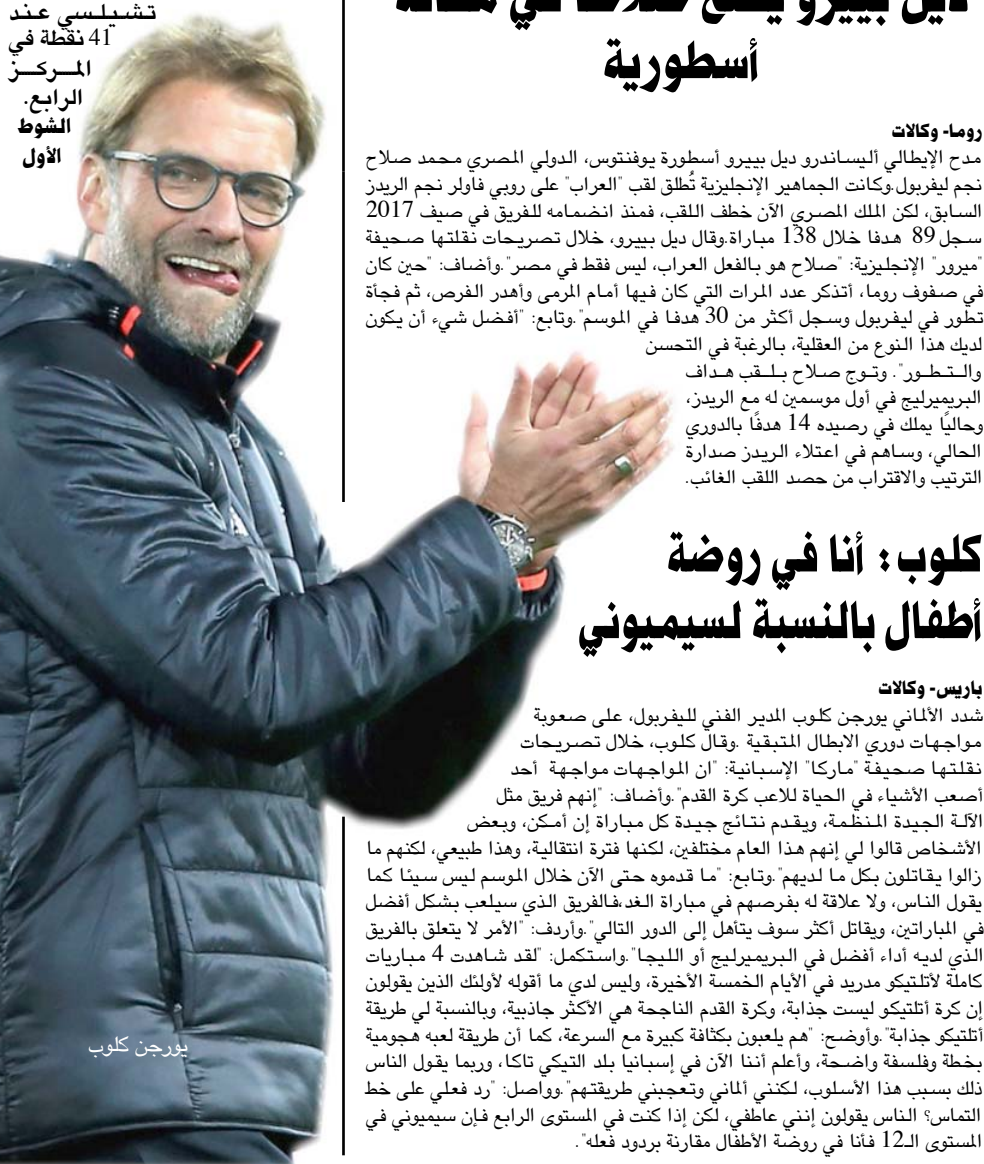 تشيلسي عند
41 نقطة في
المركز
الرابع.
الشوط
الأول
ديل بييرو يضع صلاح في مكانة
أسطورية
روما- وكالات
مدح الإيطالي أليساندرو ديل بييرو أسطورة يوفنتوس، الدولي المصري محمد صلاح
نجم ليفربول.وكانت الجماهير الإنجليزية تُطلق لقب "العراب" على روبي فاولر نجم الريدز
السابق، لكن الملك المصري الآن خطف اللقب، فمنذ انضمامه للفريق في صيف 2017
سجل 89 هدفا خلال 138 مباراة.وقال ديل بييرو، خلال تصريحات نقلتها صحيفة
"ميرور" الإنجليزية: "صلاح هو بالفعل العراب، ليس فقط في مصر".وأضاف: "حين كان
في صفوف روما، أتذكر عدد المرات التي كان فيها أمام المرمى وأهدر الفرص، ثم فجأة
تطور في ليفربول وسجل أكثر من 30 هدفا في الموسم".وتابع: "أفضل شيء أن يكون
لديك هذا النوع من العقلية، بالرغبة في التحسن
والتطور". وتوج صلاح بلقب هداف
البريميرليج في أول موسمين له مع الريدز،
وحاليًا يملك في رصيده 14 هدفًا بالدوري
الحالي، وساهم في اعتلاء الريدز صدارة
الترتيب والاقتراب من حصد اللقب الغائب.
كلوب: أنا في روضة
أطفال بالنسبة لسيميوني
باريس- وكالات
شدد الألماني يورجن كلوب المدير الفني لليفربول، على صعوبة
مواجهات دوري الابطال المتبقية .وقال كلوب، خلال تصريحات
نقلتها صحيفة "ماركا" الإسبانية: "ان المواجهات مواجهة أحد
أصعب الأشياء في الحياة للاعب كرة القدم".وأضاف: "إنهم فريق مثل
الآلة الجيدة المنظمة، ويقدم نتائج جيدة كل مباراة إن أمكن، وبعض
الأشخاص قالوا لي إنهم هذا العام مختلفين، لكنها فترة انتقالية، وهذا طبيعي، لكنهم ما
زالوا يقاتلون بكل ما لديهم".وتابع: "ما قدموه حتى الآن خلال الموسم ليس سيئا كما
يقول الناس، ولا علاقة له بفرصهم في مباراة الغد،فالفريق الذي سيلعب بشكل أفضل
في المباراتين، ويقاتل أكثر سوف يتأهل إلى الدور التالي".وأردف: "الأمر لا يتعلق بالفريق
الذي لديه أداء أفضل في البريميرليج أو الليجا".واستكمل: "لقد شاهدت 4 مباريات
كاملة لأتلتيكو مدريد في الأيام الخمسة الأخيرة، وليس لدي ما أقوله لأولئك الذين يقولون
إن كرة أتلتيكو ليست جذابة، وكرة القدم الناجحة هي الأكثر جاذبية، وبالنسبة لي طريقة
أتلتيكو جذابة".وأوضح: "هم يلعبون بكثافة كبيرة مع السرعة، كما أن طريقة لعبه هجومية
بخطة وفلسفة واضحة، وأعلم أننا الآن في إسبانيا بلد التيكي تاكا، وربما يقول الناس
ذلك بسبب هذا الأسلوب، لكنني ألماني وتعجبني طريقتهم".وواصل: "رد فعلي على خط
التماس؟ الناس يقولون إنني عاطفي، لكن إذا كنت في المستوى الرابع فإن سيميوني في
المستوى الـ12 فأنا في روضة الأطفال مقارنة بردود فعله".
يورجن كلوب